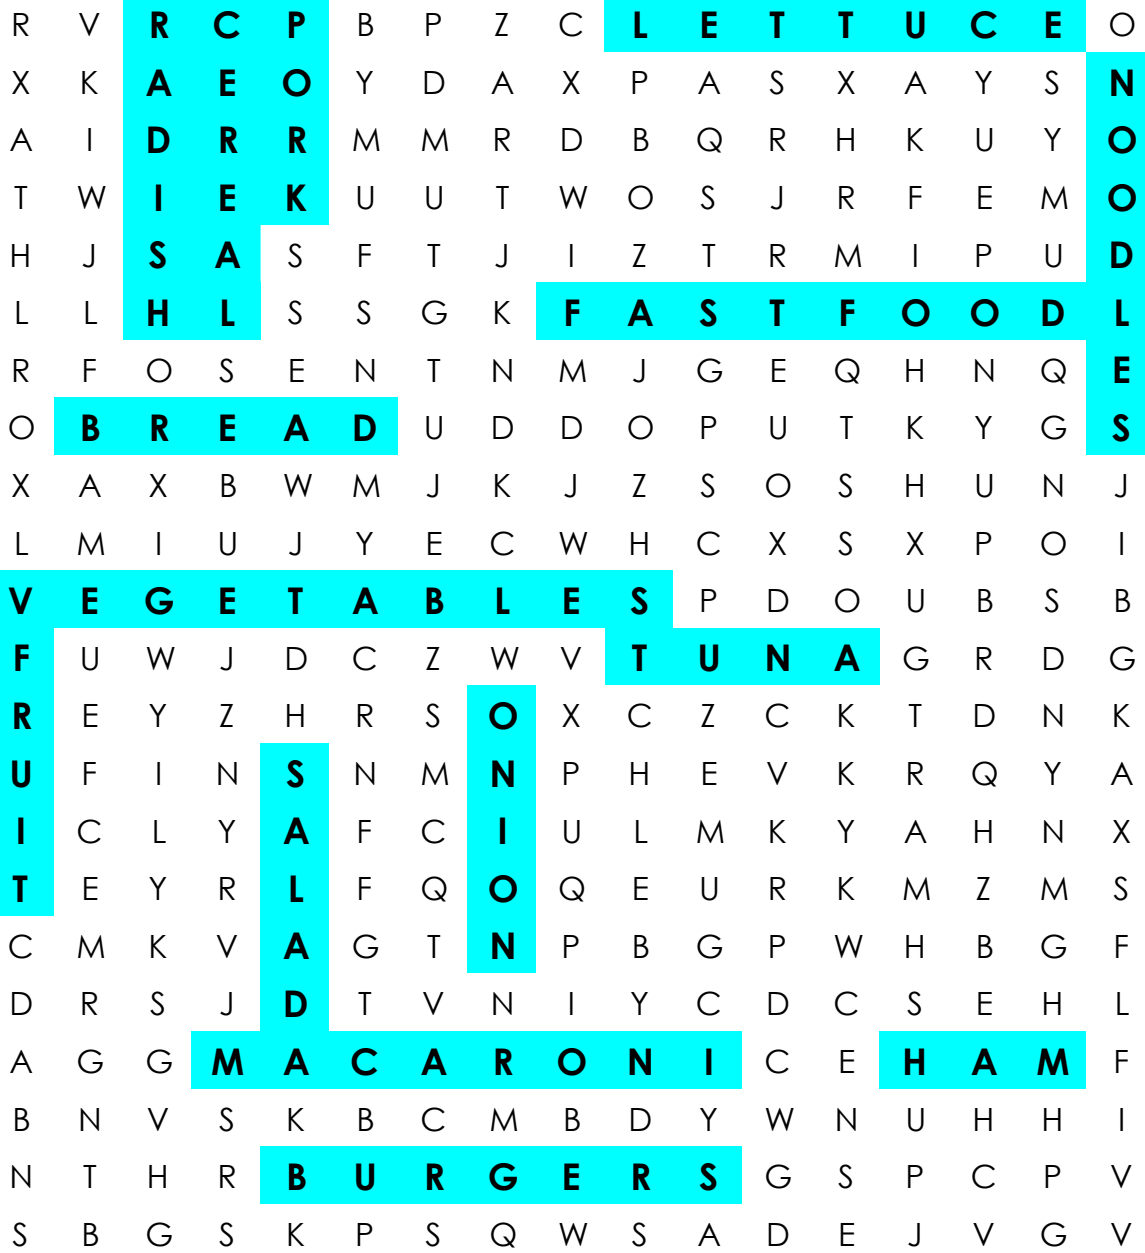 R V R C P B P Z C L E T T U C E O
X K A E O Y D A X P A S X A Y S N
A I D R R M M R D B Q R H K U Y O
T W I E K U U T W O S J R F E M O
H J S A S F T J I Z T R M I P U D
L L H L S S G K F A S T F O O D L
R F O S E N T N M J G E Q H N Q E
O B R E A D U D D O P U T K Y G S
X A X B W M J K J Z S O S H U N J
L M I U J Y E C W H C X S X P O I
V E G E T A B L E S P D O U B S B
F U W J D C Z W V T U N A G R D G
R E Y Z H R S O X C Z C K T D N K
U F I N S N M N P H E V K R Q Y A
I C L Y A F C I U L M K Y A H N X
T E Y R L F Q O Q E U R K M Z M S
C M K V A G T N P B G P W H B G F
D R S J D T V N I Y C D C S E H L
A G G M A C A R O N I C E H A M F
B N V S K B C M B D Y W N U H H I
N T H R B U R G E R S G S P C P V
S B G S K P S Q W S A D E J V G V